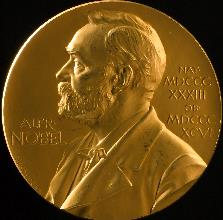 ALFR·
NOBEL
NAT·
MDCCC
XXXIII
OB·
MDCCC
XCVI